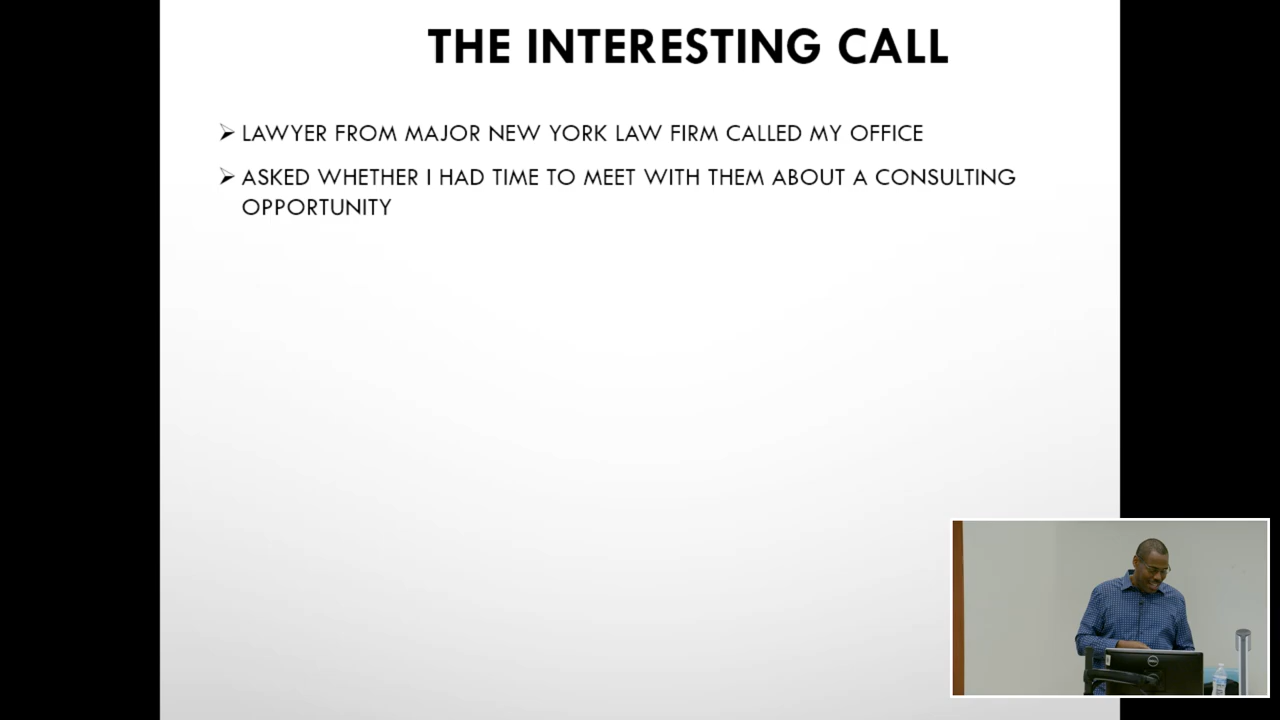 THE INTERESTING CALL
LAWYER FROM MAJOR NEW YORK LAW FIRM CALLED MY OFFICE
ASKED WHETHER I HAD TIME TO MEET WITH THEM ABOUT A CONSULTING
OPPORTUNITY
DELL